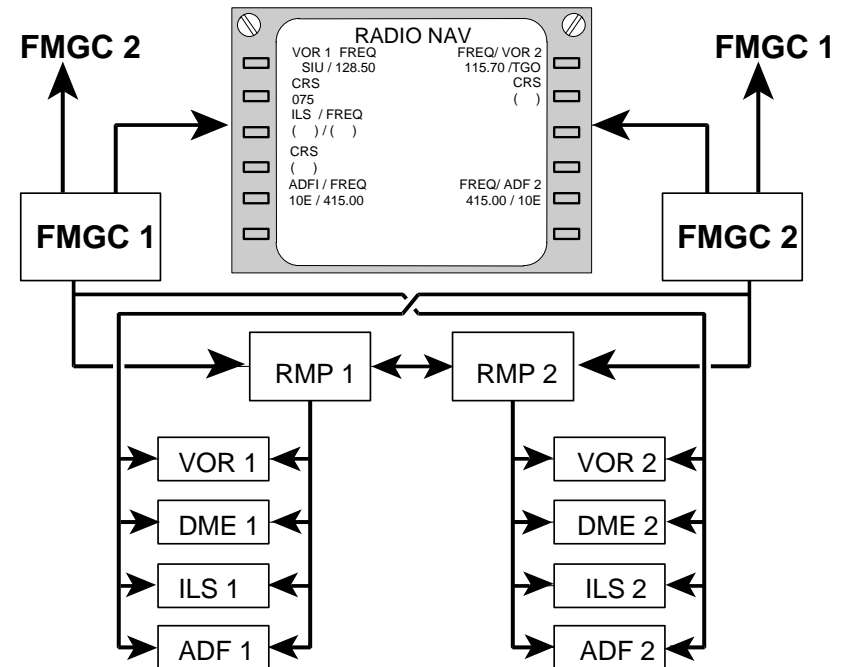 FMGC 2
FMGC 1
RADIO NAV
VOR 1 FREQ
FREQ/ VOR 2
SIU / 128.50
115.70 /TGO
CRS
CRS
075
( )
ILS / FREQ
( ) / ( )
CRS
( )
ADFI / FREQ
FREQ/ ADF 2
10E / 415.00
415.00 / 10E
FMGC 1
FMGC 2
RMP 1
RMP 2
VOR 1
VOR 2
DME 1
DME 2
ILS 1
ILS 2
ADF 1
ADF 2